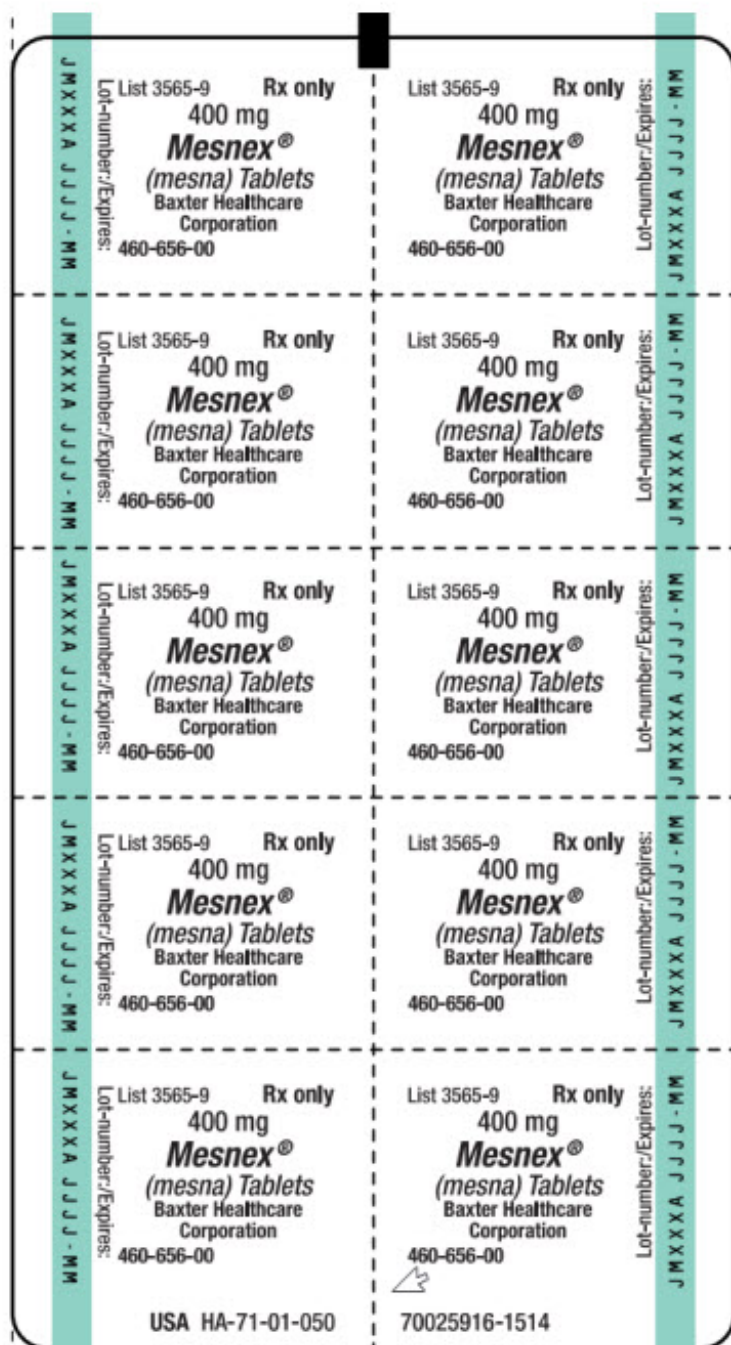 JMXXXA JJJJ-MM
Lot-number:/Expires:
List 3565-9 Rx only
400 mg
Mesnex®
(mesna) Tablets
Baxter Healthcare
Corporation
460-656-00
List 3565-9 Rx only
400 mg
Mesnex®
(mesna) Tablets
Baxter Healthcare
Corporation
460-656-00
Lot-number:/Expires:
JMXXXA JJJJ-MM
JMXXXA JJJJ-MM
Lot-number:/Expires:
List 3565-9 Rx only
400 mg
Mesnex®
(mesna) Tablets
Baxter Healthcare
Corporation
460-656-00
List 3565-9 Rx only
400 mg
Mesnex®
(mesna) Tablets
Baxter Healthcare
Corporation
460-656-00
Lot-number:/Expires:
JMXXXA JJJJ-MM
JMXXXA JJJJ-MM
Lot-number:/Expires:
List 3565-9 Rx only
400 mg
Mesnex®
(mesna) Tablets
Baxter Healthcare
Corporation
460-656-00
List 3565-9 Rx only
400 mg
Mesnex®
(mesna) Tablets
Baxter Healthcare
Corporation
460-656-00
Lot-number:/Expires:
JMXXXA JJJJ-MM
JMXXXA JJJJ-MM
Lot-number:/Expires:
List 3565-9 Rx only
400 mg
Mesnex®
(mesna) Tablets
Baxter Healthcare
Corporation
460-656-00
List 3565-9 Rx only
400 mg
Mesnex®
(mesna) Tablets
Baxter Healthcare
Corporation
460-656-00
Lot-number:/Expires:
JMXXXA JJJJ-MM
JMXXXA JJJJ-MM
Lot-number:/Expires:
List 3565-9 Rx only
400 mg
Mesnex®
(mesna) Tablets
Baxter Healthcare
Corporation
460-656-00
List 3565-9 Rx only
400 mg
Mesnex®
(mesna) Tablets
Baxter Healthcare
Corporation
460-656-00
Lot-number:/Expires:
JMXXXA JJJJ-MM
USA HA-71-01-050
70025916-1514